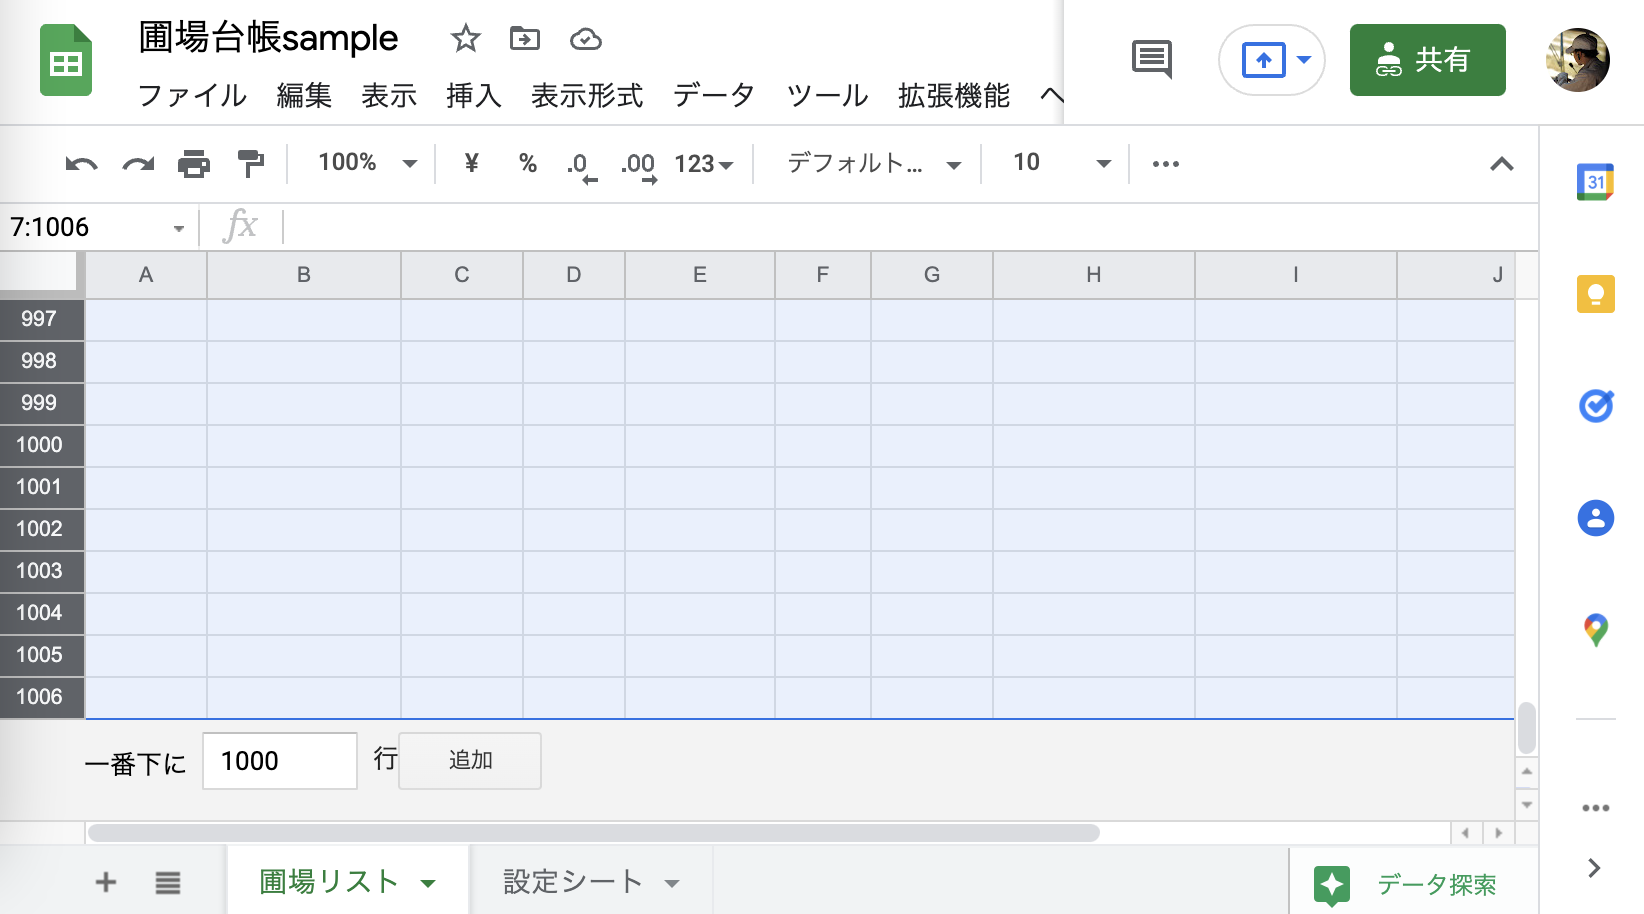 圃場台帳sample
ファイル 編集 表示 挿入 表示形式 データ ツール 拡張機能 ヘ
共有
100% ¥ % .0 .00 123 デフォルト... 10
31
7:1006 fx
A B C D E F G H I J
997
998
999
1000
1001
1002
1003
1004
1005
1006
一番下に 1000 行 追加
圃場リスト 設定シート データ探索